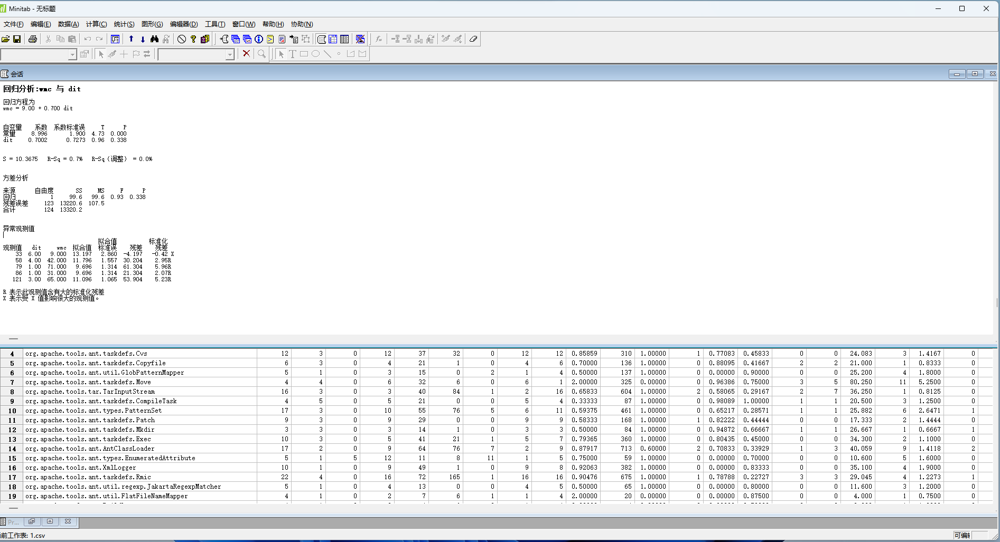 Minitab - 无标题
文件(F) 编辑(E) 数据(A) 计算(C) 统计(S) 图形(G) 编辑器(D) 工具(T) 窗口(W) 帮助(H) 协助(N)
会话
回归分析:wmc 与 dit
回归方程为
wmc = 9.00 + 0.700 dit
自变量 系数 系数标准误 T P
常量 8.996 1.900 4.73 0.000
dit 0.7002 0.7273 0.96 0.338
S = 10.3675 R-Sq = 0.7% R-Sq（调整） = 0.0%
方差分析
来源 自由度 SS MS F P
回归 1 99.6 99.6 0.93 0.338
残差误差 123 13220.6 107.5
合计 124 13320.2
异常观测值
拟合值 标准化
观测值 dit wmc 拟合值 标准误 残差 残差
33 6.00 9.000 13.197 2.860 -4.197 -0.42 X
58 4.00 42.000 11.796 1.557 30.204 2.95R
79 1.00 71.000 9.696 1.314 61.304 5.96R
86 1.00 31.000 9.696 1.314 21.304 2.07R
121 3.00 65.000 11.096 1.065 53.904 5.23R
R 表示此观测值含有大的标准化残差
X 表示受 X 值影响很大的观测值。
4 org.apache.tools.ant.taskdefs.Cvs 12 3 0 12 37 32 0 12 12 0.85859 310 1.00000 1 0.77083 0.45833 0 0 24.083 3 1.4167 0
5 org.apache.tools.ant.taskdefs.Copyfile 6 3 0 4 21 1 0 4 6 0.70000 136 1.00000 0 0.88095 0.41667 2 2 21.000 1 0.8333 0
6 org.apache.tools.ant.util.GlobPatternMapper 5 1 0 3 15 0 2 1 4 0.50000 137 1.00000 0 0.00000 0.90000 0 0 25.200 4 1.8000 0
7 org.apache.tools.ant.taskdefs.Move 4 4 0 6 32 6 0 6 1 2.00000 325 0.00000 0 0.96386 0.75000 3 5 80.250 11 5.2500 0
8 org.apache.tools.tar.TarInputStream 16 3 0 3 40 84 1 2 16 0.65833 604 1.00000 2 0.58065 0.29167 2 7 36.250 1 0.8125 0
9 org.apache.tools.ant.taskdefs.CompileTask 4 5 0 5 21 0 0 5 4 0.33333 87 1.00000 0 0.98089 1.00000 1 1 20.500 3 1.2500 0
10 org.apache.tools.ant.types.PatternSet 17 3 0 10 55 76 5 6 11 0.59375 461 1.00000 0 0.65217 0.28571 1 1 25.882 6 2.6471 1
11 org.apache.tools.ant.taskdefs.Patch 9 3 0 9 29 0 0 9 9 0.58333 168 1.00000 1 0.82222 0.44444 0 0 17.333 2 1.4444 0
12 org.apache.tools.ant.taskdefs.Mkdir 3 3 0 3 14 1 0 3 3 0.50000 84 1.00000 0 0.94872 0.66667 1 1 26.667 1 0.6667 1
13 org.apache.tools.ant.taskdefs.Exec 10 3 0 5 41 21 1 5 7 0.79365 360 1.00000 0 0.80435 0.45000 0 0 34.300 2 1.1000 0
14 org.apache.tools.ant.AntClassLoader 17 2 0 9 64 76 7 2 9 0.87917 713 0.60000 2 0.70833 0.33929 1 3 40.059 9 1.4118 2
15 org.apache.tools.ant.types.EnumeratedAttribute 5 1 5 12 11 8 11 1 5 0.75000 59 1.00000 0 0.00000 0.70000 0 0 10.600 5 1.6000 0
16 org.apache.tools.ant.XmlLogger 10 1 0 9 49 1 0 9 8 0.92063 382 1.00000 0 0.00000 0.83333 0 0 35.100 4 1.9000 0
17 org.apache.tools.ant.taskdefs.Rmic 22 4 0 16 72 165 1 16 16 0.90476 675 1.00000 1 0.78788 0.22727 3 3 29.045 4 1.2273 1
18 org.apache.tools.ant.util.regexp.JakartaRegexpMatcher 5 1 0 4 13 0 0 4 5 0.50000 65 1.00000 0 0.00000 0.80000 0 0 11.600 3 1.2000 0
19 org.apache.tools.ant.util.FlatFileNameMapper 4 1 0 2 7 6 1 1 4 2.00000 20 0.00000 0 0.00000 0.87500 0 0 4.000 1 0.7500 0
Pr...
前工作表: 1.csv
可编辑